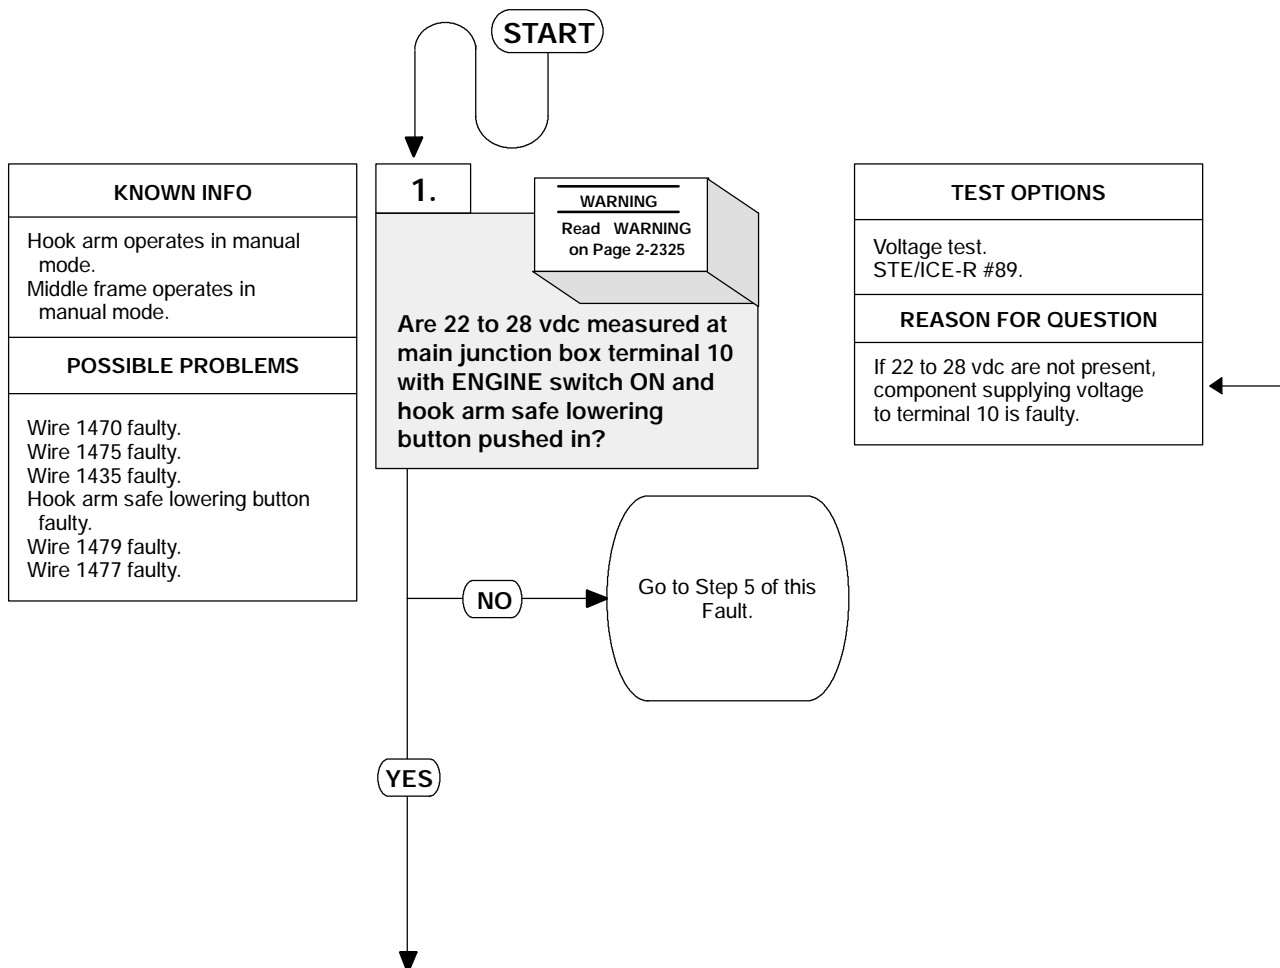 START
KNOWN INFO
Hook arm operates in manual
mode.
Middle frame operates in
manual mode.
POSSIBLE PROBLEMS
Wire 1470 faulty.
Wire 1475 faulty.
Wire 1435 faulty.
Hook arm safe lowering button
faulty.
Wire 1479 faulty.
Wire 1477 faulty.
1.
WARNING
Read WARNING
on Page 2-2325
Are 22 to 28 vdc measured at
main junction box terminal 10
with ENGINE switch ON and
hook arm safe lowering
button pushed in?
TEST OPTIONS
Voltage test.
STE/ICE-R #89.
REASON FOR QUESTION
If 22 to 28 vdc are not present,
component supplying voltage
to terminal 10 is faulty.
NO
Go to Step 5 of this
Fault.
YES